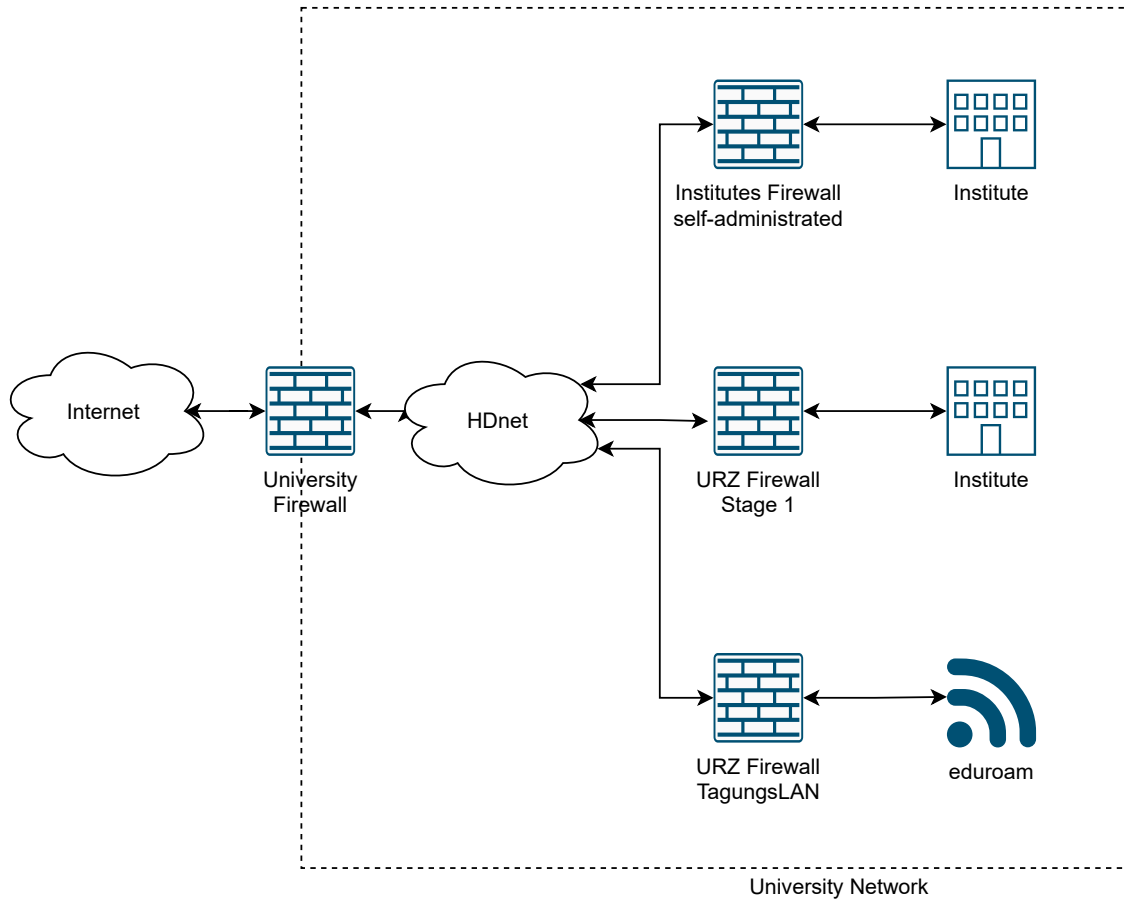 Institutes Firewall
self-administrated
Institute
Internet
University
Firewall
HDnet
URZ Firewall
Stage 1
Institute
URZ Firewall
TagungsLAN
eduroam
University Network